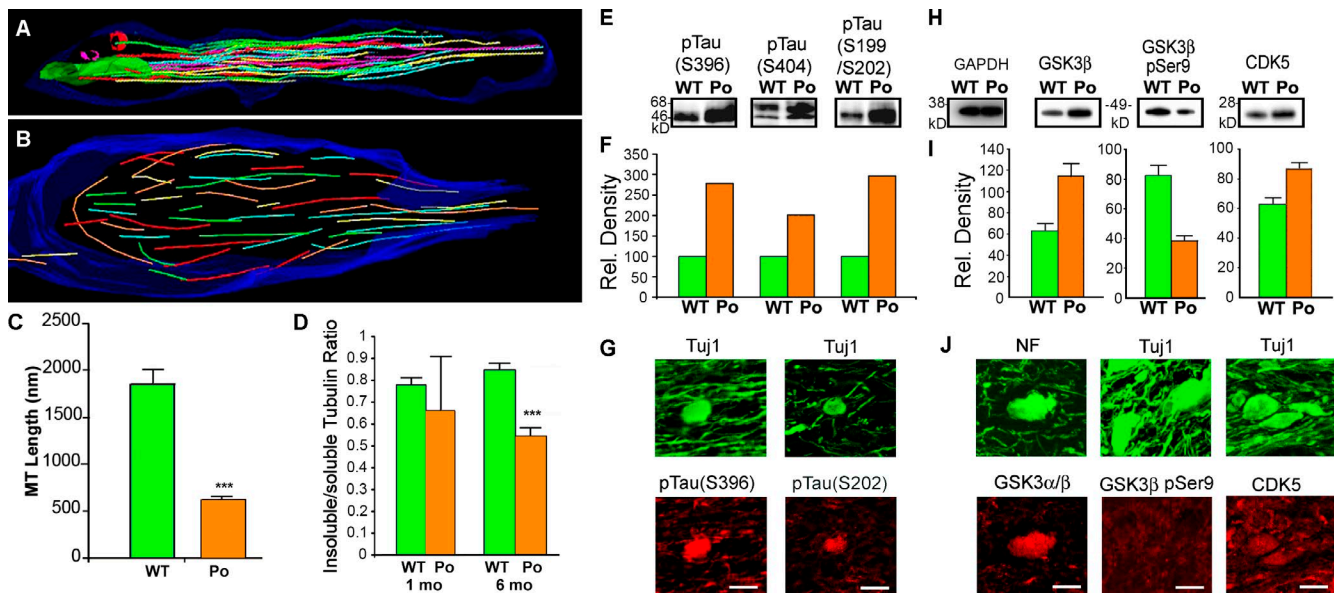 A
B
C
MT Length (nm)
2500
2000
1500
1000
500
0
***
WT Po
D
Insoluble/soluble Tubulin Ratio
1
0.9
0.8
0.7
0.6
0.5
0.4
0.3
0.2
0.1
0
***
WT Po WT Po
1 mo 6 mo
E
pTau
(S396)
pTau
(S404)
pTau
(S199
/S202)
WT Po WT Po WT Po
68
46
kD
F
Rel. Density
350
300
250
200
150
100
50
0
WT Po WT Po WT Po
G
Tuj1 Tuj1
pTau(S396) pTau(S202)
H
GAPDH
GSK3β
GSK3β
pSer9
CDK5
WT Po WT Po WT Po WT Po
38
kD
-49-
28
kD
I
Rel. Density
140
120
100
80
60
40
20
0
WT Po
100
80
60
40
20
0
WT Po
100
80
60
40
20
0
WT Po
J
NF Tuj1 Tuj1
GSK3α/β GSK3β pSer9 CDK5